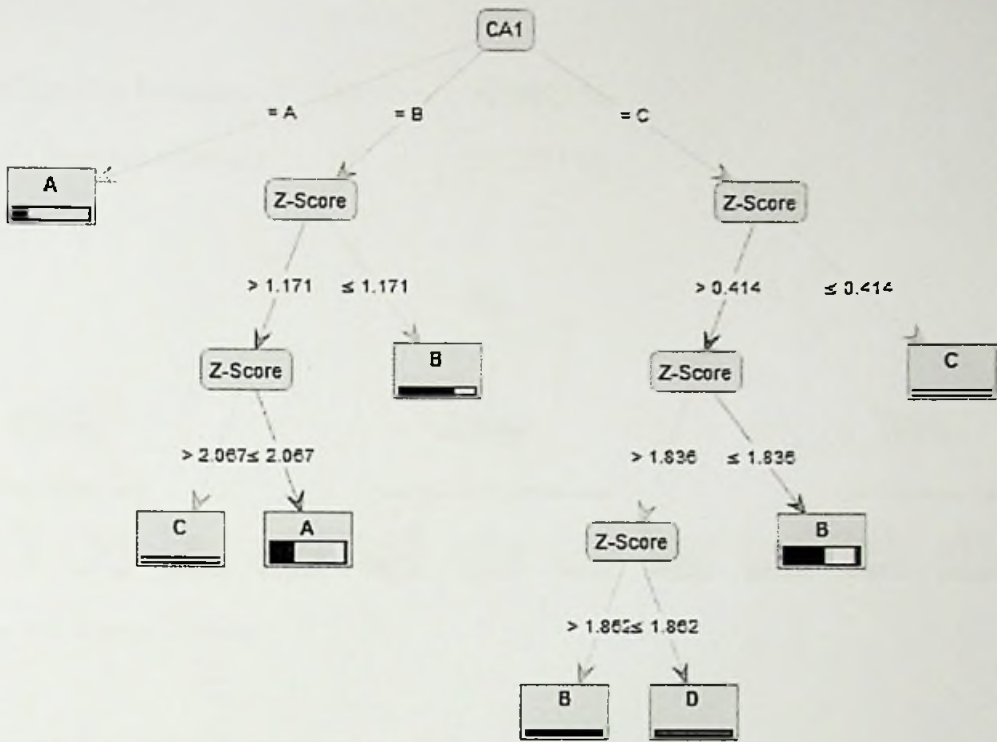 CA1
= A = B = C
A Z-Score Z-Score
> 1.171 ≤ 1.171 > 0.414 ≤ 0.414
Z-Score B Z-Score C
> 2.067 ≤ 2.067 > 1.836 ≤ 1.836
C A Z-Score B
> 1.862 ≤ 1.862
B D